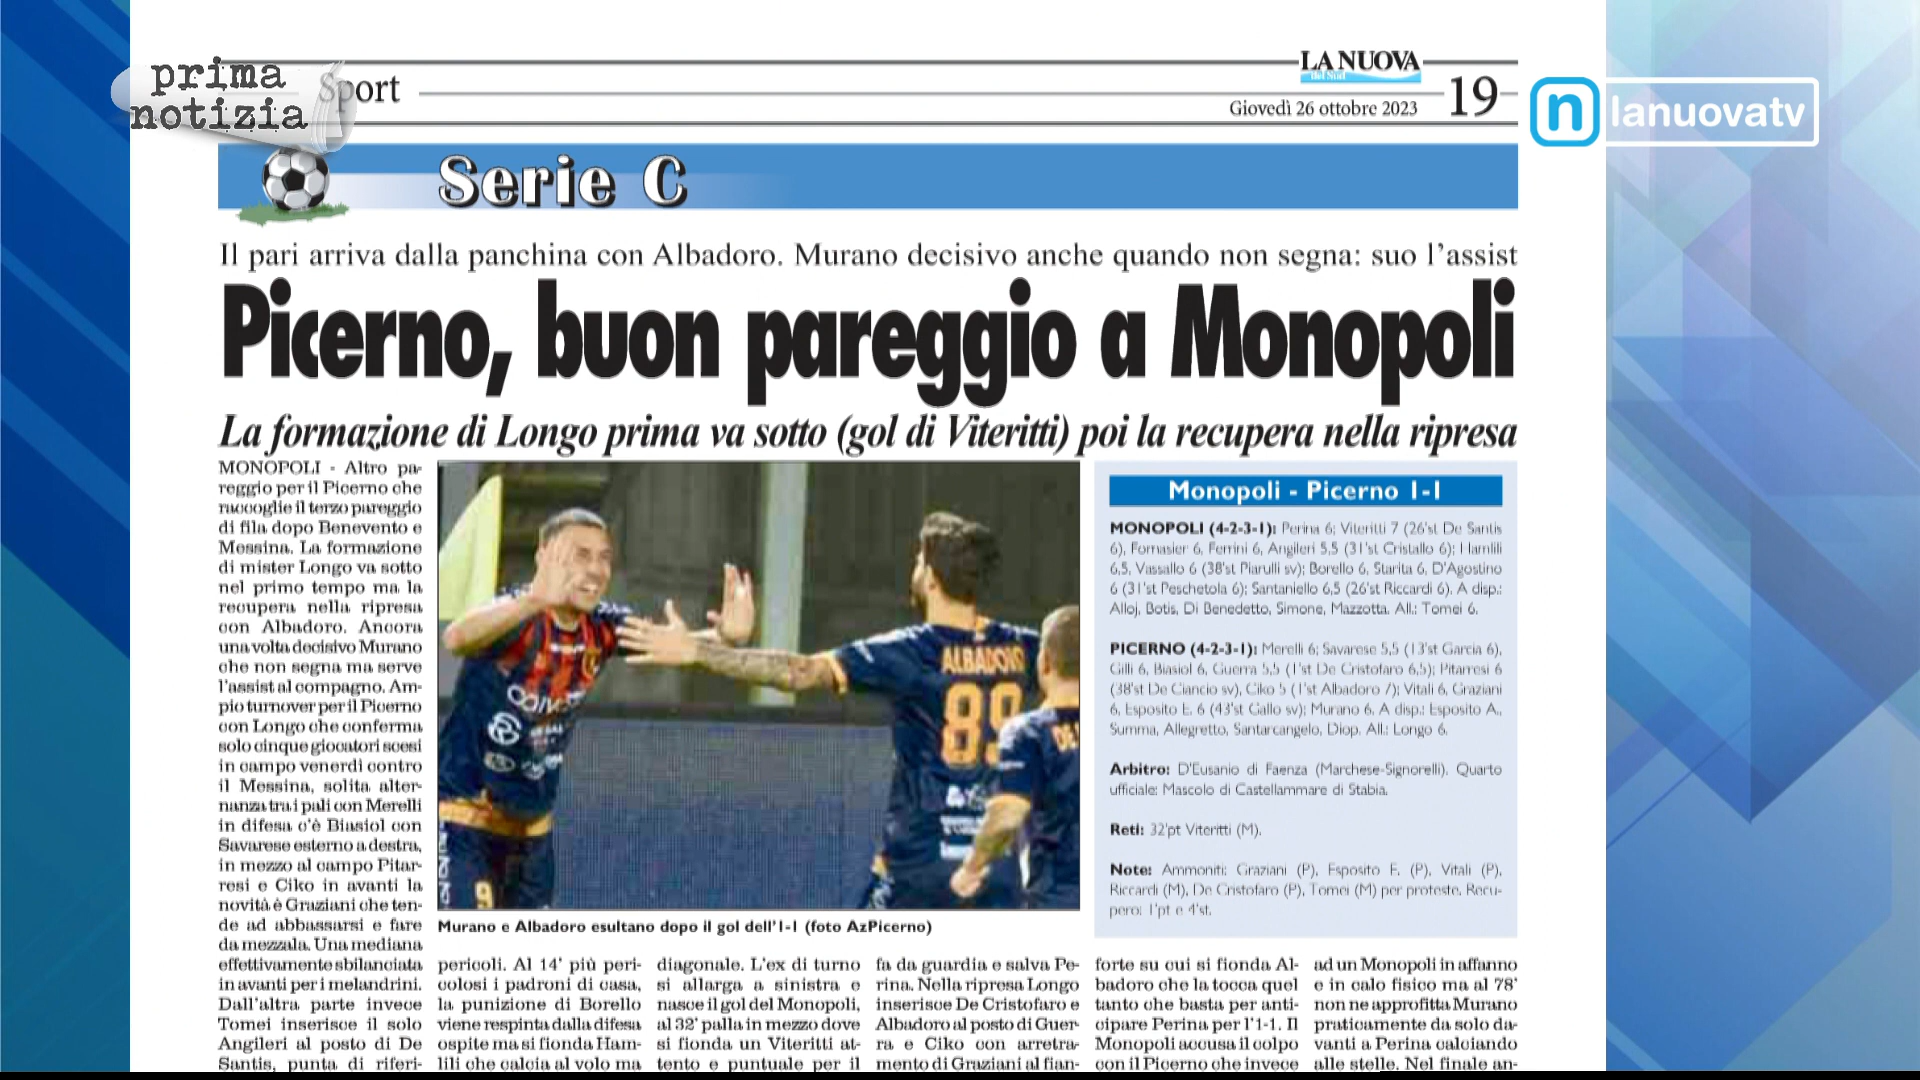 prima
notizia
Sport
LA NUOVA
del Sud
Giovedì 26 ottobre 2023
19
n lanuovatv
Serie C
Il pari arriva dalla panchina con Albadoro. Murano decisivo anche quando non segna: suo l'assist
Picerno, buon pareggio a Monopoli
La formazione di Longo prima va sotto (gol di Viteritti) poi la recupera nella ripresa
MONOPOLI - Altro pa-
reggio per il Picerno che
raccoglie il terzo pareggio
di fila dopo Benevento e
Messina. La formazione
di mister Longo va sotto
nel primo tempo ma la
recupera nella ripresa
con Albadoro. Ancora
una volta decisivo Murano
che non segna ma serve
l'assist al compagno. Am-
pio turnover per il Picerno
con Longo che conferma
solo cinque giocatori scesi
in campo venerdì contro
il Messina, solita alter-
nanza tra i pali con Merelli
in difesa c'è Biasiol con
Savarese esterno a destra,
in mezzo al campo Pitar-
resi e Ciko in avanti la
novità è Graziani che ten-
de ad abbassarsi e fare
da mezzala. Una mediana
effettivamente sbilanciata
in avanti per i melandrini.
Dall'altra parte invece
Tomei inserisce il solo
Angileri al posto di De
Santis, punta di riferi-
ALBADORO
89
DE
9
Murano e Albadoro esultano dopo il gol dell'1-1 (foto AzPicerno)
Monopoli - Picerno 1-1
MONOPOLI (4-2-3-1): Perina 6; Viteritti 7 (26'st De Santis
6), Fornasier 6, Ferrini 6, Angileri 5,5 (31'st Cristallo 6); Hamlili
6,5, Vassallo 6 (38'st Piarulli sv); Borello 6, Starita 6, D'Agostino
6 (31'st Peschetola 6); Santaniello 6,5 (26'st Riccardi 6). A disp.:
Alloj, Botis, Di Benedetto, Simone, Mazzotta. All.: Tomei 6.
PICERNO (4-2-3-1): Merelli 6; Savarese 5,5 (13'st Garcia 6),
Gilli 6, Biasiol 6, Guerra 5,5 (1'st De Cristofaro 6,5); Pitarresi 6
(38'st De Ciancio sv), Ciko 5 (1'st Albadoro 7); Vitali 6, Graziani
6, Esposito E. 6 (43'st Gallo sv); Murano 6. A disp.: Esposito A.,
Summa, Allegretto, Santarcangelo, Diop. All.: Longo 6.
Arbitro: D'Eusanio di Faenza (Marchese-Signorelli). Quarto
ufficiale: Mascolo di Castellammare di Stabia.
Reti: 32'pt Viteritti (M).
Note: Ammoniti: Graziani (P), Esposito E. (P), Vitali (P),
Riccardi (M), De Cristofaro (P), Tomei (M) per proteste. Recu-
pero: 1'pt e 4'st.
pericoli. Al 14' più peri-
colosi i padroni di casa,
la punizione di Borello
viene respinta dalla difesa
ospite ma si fionda Ham-
lili che calcia al volo ma
diagonale. L'ex di turno
si allarga a sinistra e
nasce il gol del Monopoli,
al 32' palla in mezzo dove
si fionda un Viteritti at-
tento e puntuale per il
fa da guardia e salva Pe-
rina. Nella ripresa Longo
inserisce De Cristofaro e
Albadoro al posto di Guer-
ra e Ciko con arretra-
mento di Graziani al fian-
forte su cui si fionda Al-
badoro che la tocca quel
tanto che basta per anti-
cipare Perina per l'1-1. Il
Monopoli accusa il colpo
con il Picerno che invece
ad un Monopoli in affanno
e in calo fisico ma al 78'
non ne approfitta Murano
praticamente da solo da-
vanti a Perina calciando
alle stelle. Nel finale an-